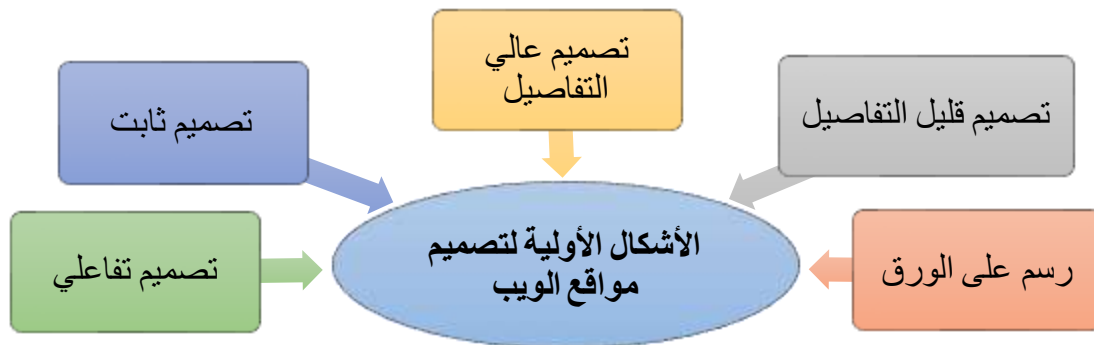 تصميم عالي
التفاصيل
تصميم قليل التفاصيل
تصميم ثابت
الأشكال الأولية لتصميم
مواقع الويب
رسم على الورق
تصميم تفاعلي